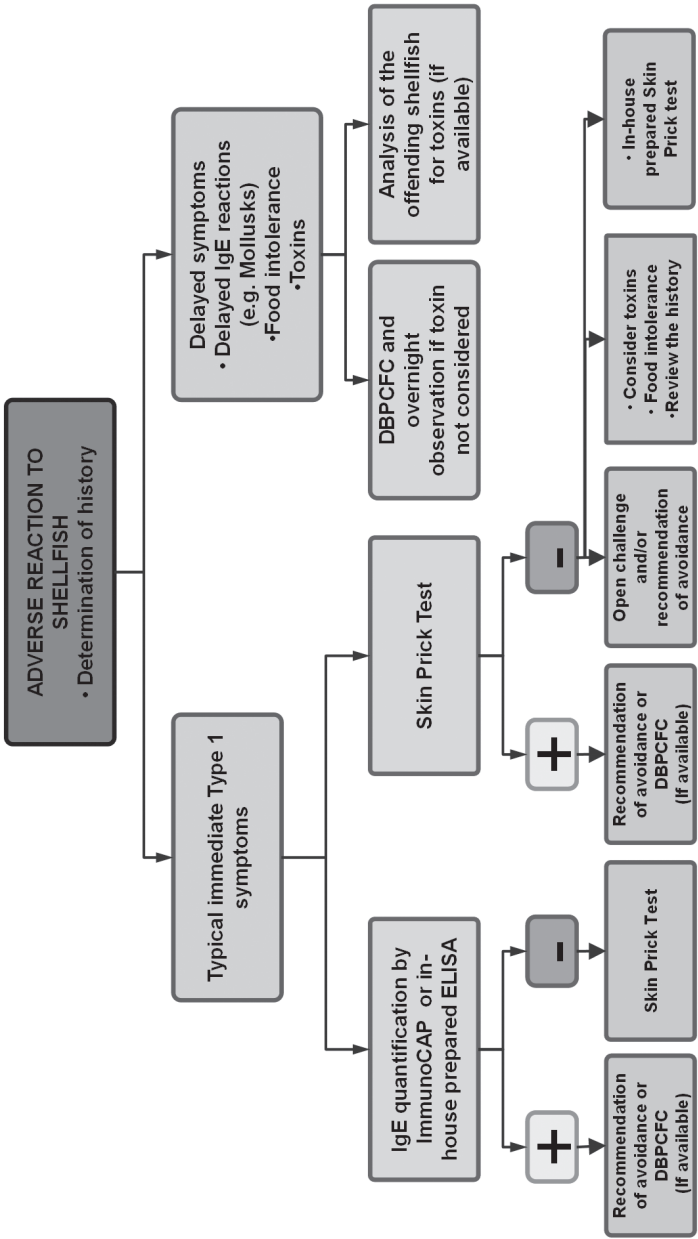 ADVERSE REACTION TO
SHELLFISH
• Determination of history
Typical immediate Type 1
symptoms
Delayed symptoms
• Delayed IgE reactions
(e.g. Mollusks)
•Food intolerance
•Toxins
IgE quantification by
ImmunoCAP or in-
house prepared ELISA
Skin Prick Test
DBPCFC and
overnight
observation if toxin
not considered
Analysis of the
offending shellfish
for toxins (if
available)
+
-
+
-
Recommendation
of avoidance or
DBPCFC
(If available)
Skin Prick Test
Recommendation
of avoidance or
DBPCFC
(If available)
Open challenge
and/or
recommendation
of avoidance
• Consider toxins
• Food intolerance
•Review the history
• In-house
prepared Skin
Prick test